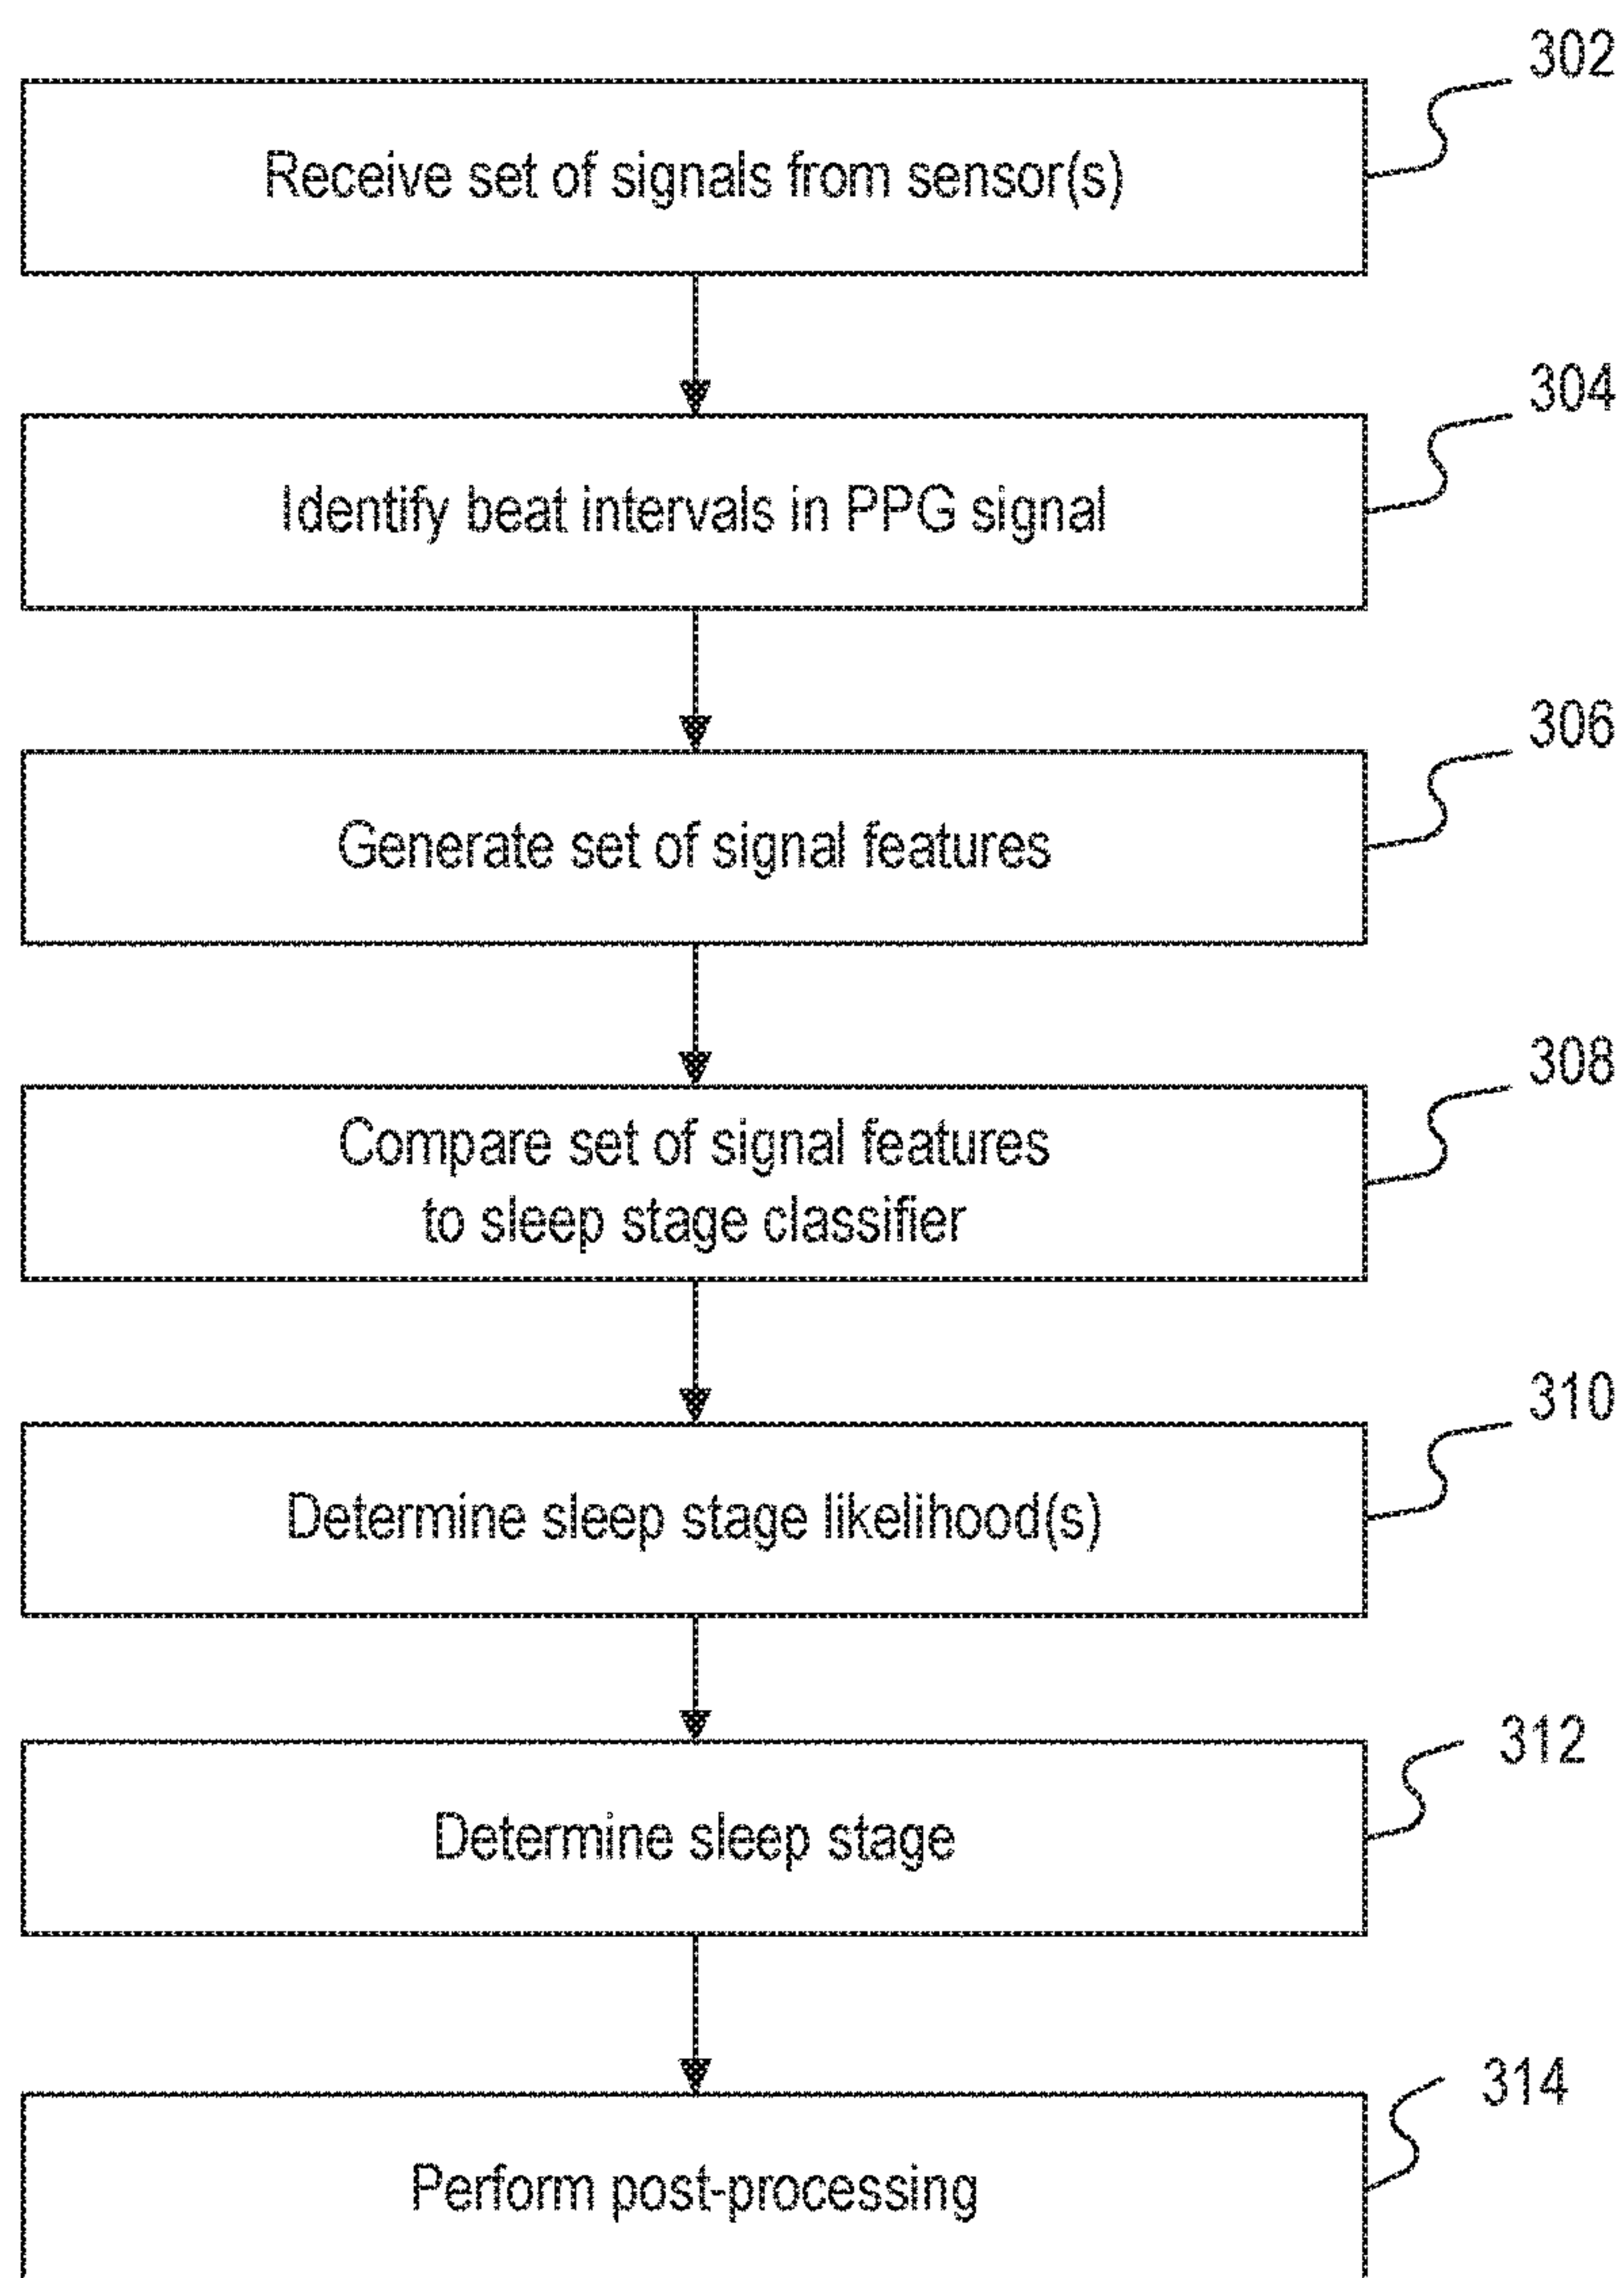 302
Receive set of signals from sensor(s)
304
Identify beat intervals in PPG signal
306
Generate set of signal features
308
Compare set of signal features
to sleep stage classifier
310
Determine sleep stage likelihood(s)
312
Determine sleep stage
314
Perform post-processing